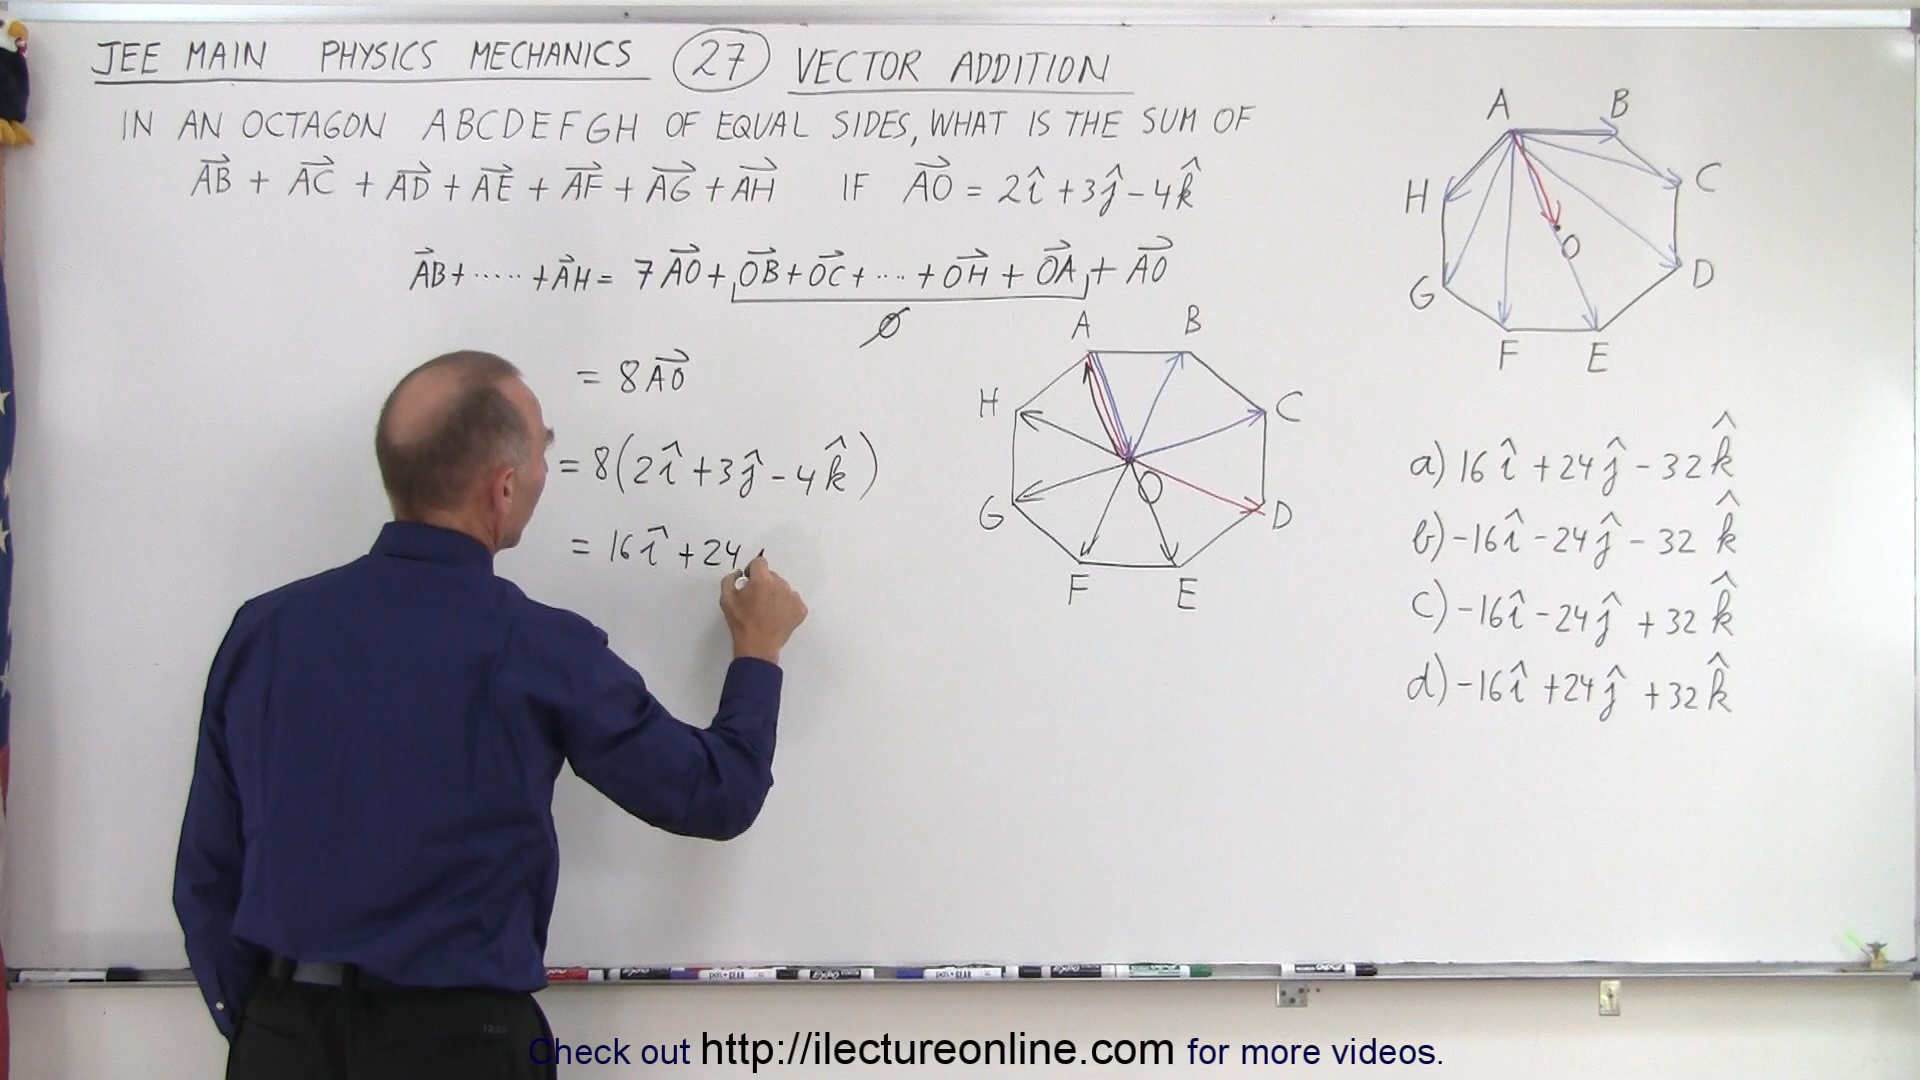 JEE MAIN PHYSICS MECHANICS 27 VECTOR ADDITION
IN AN OCTAGON ABCDEFGH OF EQUAL SIDES, WHAT IS THE SUM OF
AB⃗ + AC⃗ + AD⃗ + AE⃗ + AF⃗ + AG⃗ + AH⃗ IF AO⃗ = 2î + 3ĵ - 4k̂
AB⃗ + ..... + AH⃗ = 7AO⃗ + OB⃗ + OC⃗ + .... + OH⃗ + OA⃗ + AO⃗
0
= 8AO⃗
= 8(2î + 3ĵ - 4k̂)
= 16î + 24
A B
H C
O
G D
F E
A B
H C
O
G D
F E
a) 16î + 24ĵ - 32k̂
b) -16î - 24ĵ - 32k̂
c) -16î - 24ĵ + 32k̂
d) -16î + 24ĵ + 32k̂
Check out http://ilectureonline.com for more videos.